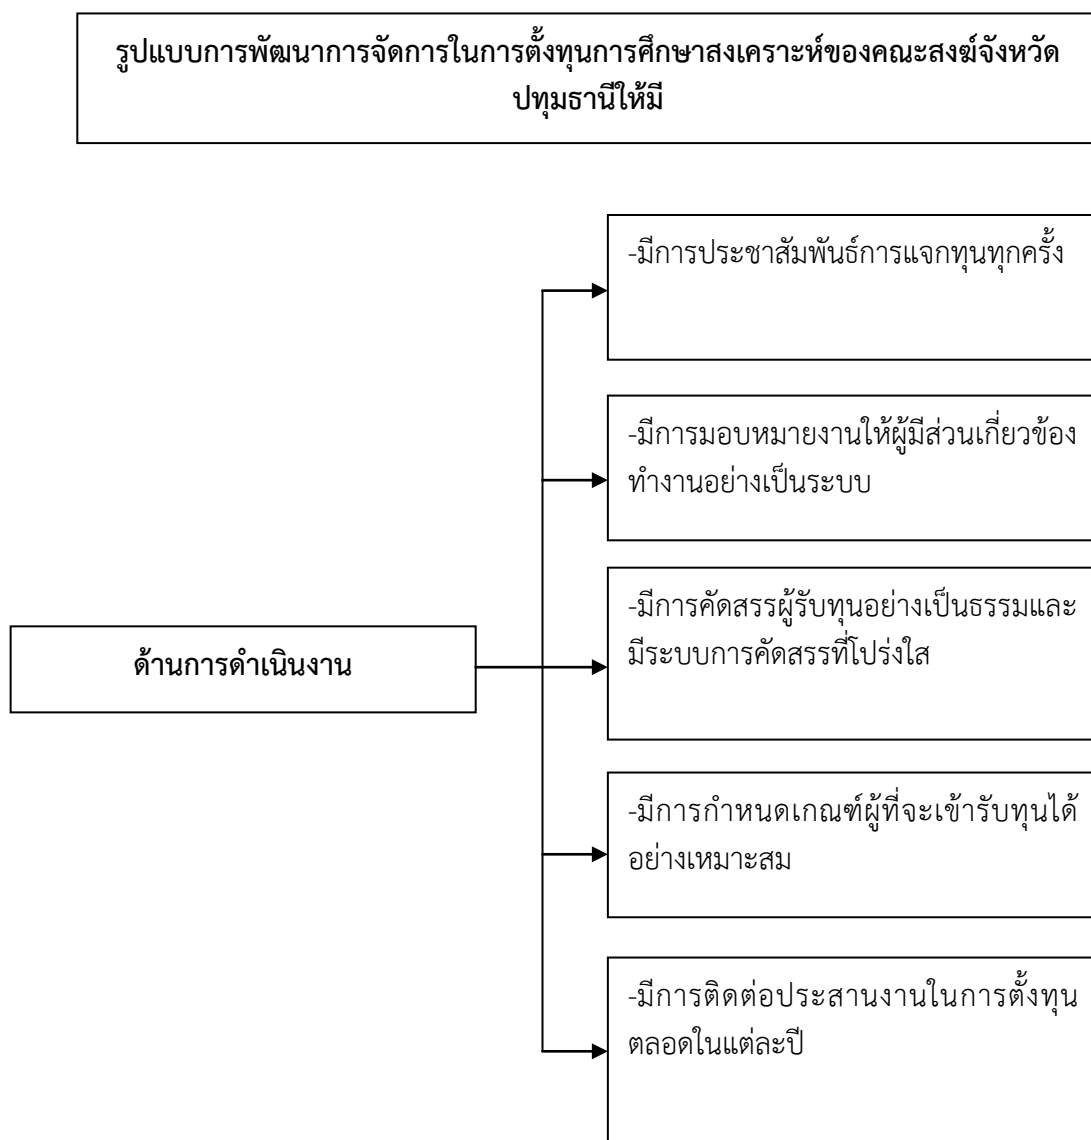 รูปแบบการพัฒนาการจัดการในการตั้งทุนการศึกษาสงเคราะห์ของคณะสงฆ์จังหวัด
ปทุมธานีให้มี
-มีการประชาสัมพันธ์การแจกทุนทุกครั้ง
-มีการมอบหมายงานให้ผู้มีส่วนเกี่ยวข้อง
ทำงานอย่างเป็นระบบ
-มีการคัดสรรผู้รับทุนอย่างเป็นธรรมและ
มีระบบการคัดสรรที่โปร่งใส
ด้านการดำเนินงาน
-มีการกำหนดเกณฑ์ผู้ที่จะเข้ารับทุนได้
อย่างเหมาะสม
-มีการติดต่อประสานงานในการตั้งทุน
ตลอดในแต่ละปี